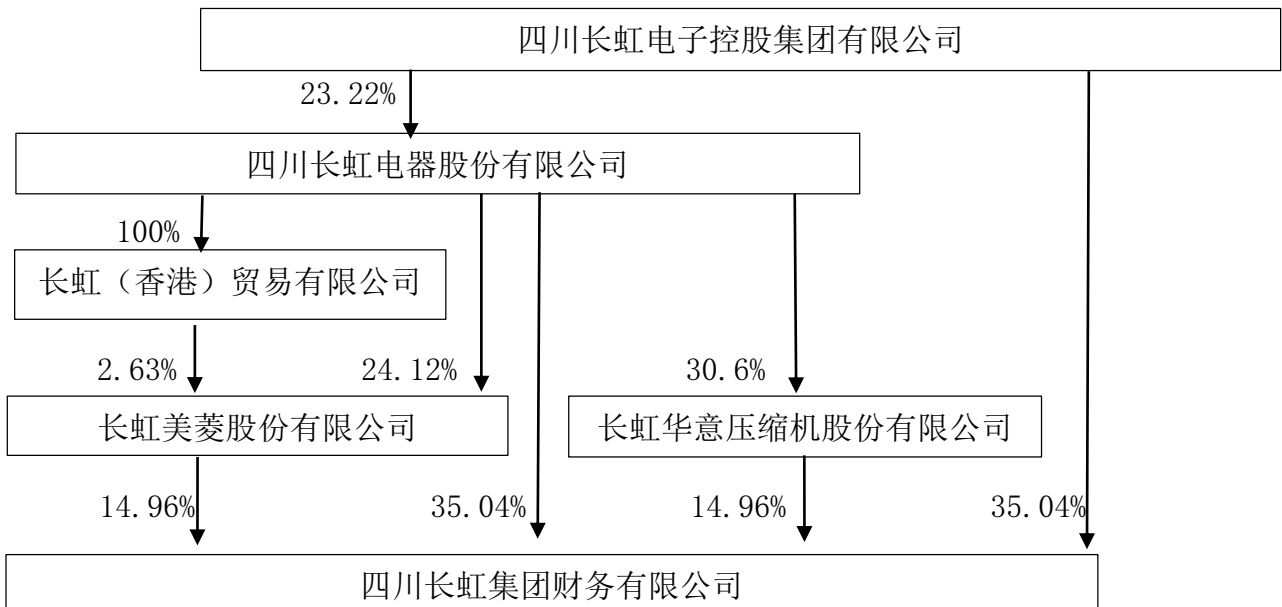 四川长虹电子控股集团有限公司
23.22%
四川长虹电器股份有限公司
100%
长虹（香港）贸易有限公司
2.63%
24.12%
30.6%
长虹美菱股份有限公司
长虹华意压缩机股份有限公司
14.96%
35.04%
14.96%
35.04%
四川长虹集团财务有限公司